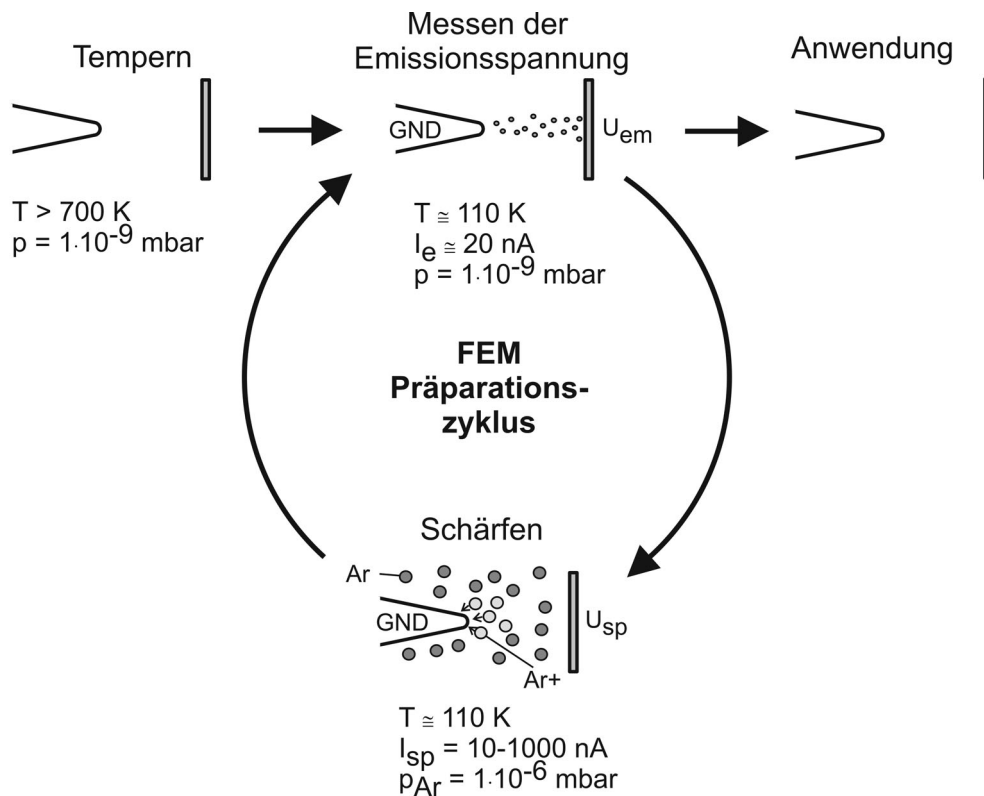 Tempern
T > 700 K
p = 1·10⁻⁹ mbar
Messen der
Emissionsspannung
GND
U_em
T ≅ 110 K
I_e ≅ 20 nA
p = 1·10⁻⁹ mbar
Anwendung
FEM
Präparations-
zyklus
Schärfen
Ar
GND
U_sp
Ar+
T ≅ 110 K
I_sp = 10-1000 nA
p_Ar = 1·10⁻⁶ mbar